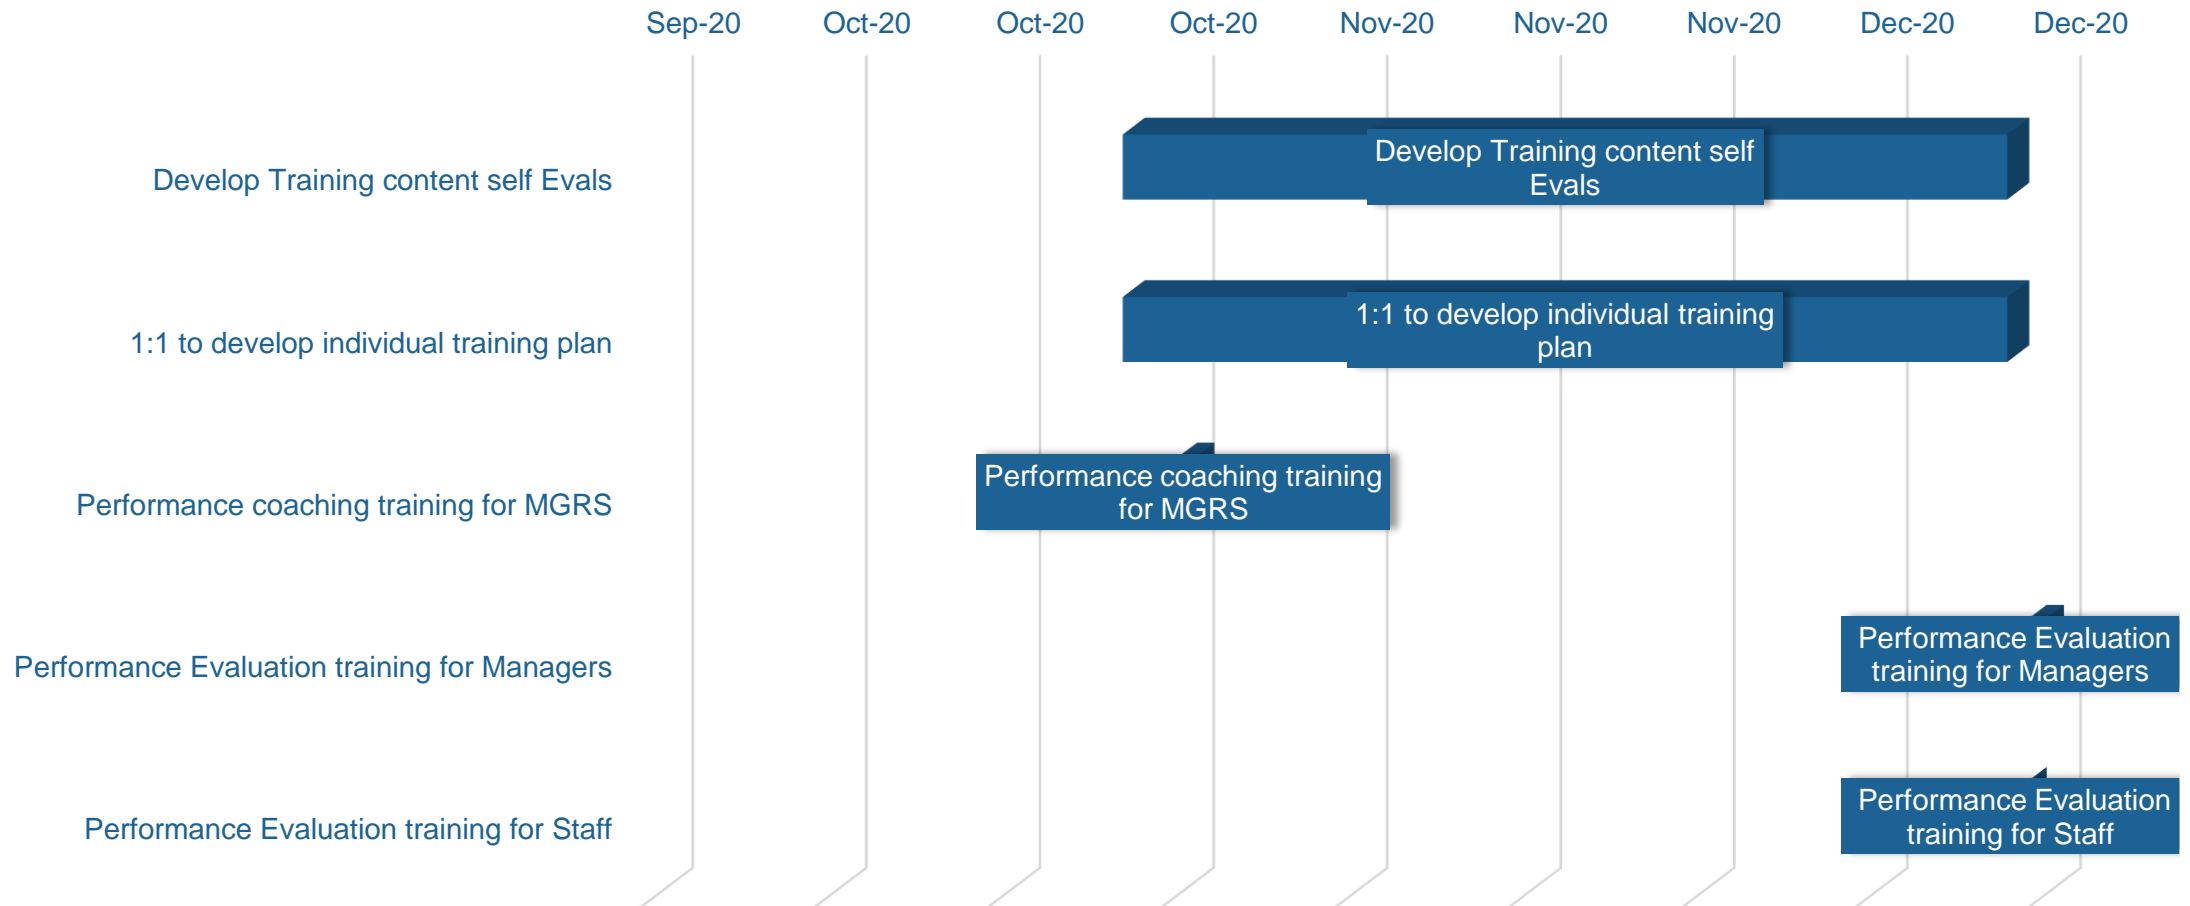 Sep-20 Oct-20 Oct-20 Oct-20 Nov-20 Nov-20 Nov-20 Dec-20 Dec-20
Develop Training content self Evals
Develop Training content self
Evals
1:1 to develop individual training plan
1:1 to develop individual training
plan
Performance coaching training for MGRS
Performance coaching training
for MGRS
Performance Evaluation training for Managers
Performance Evaluation
training for Managers
Performance Evaluation training for Staff
Performance Evaluation
training for Staff